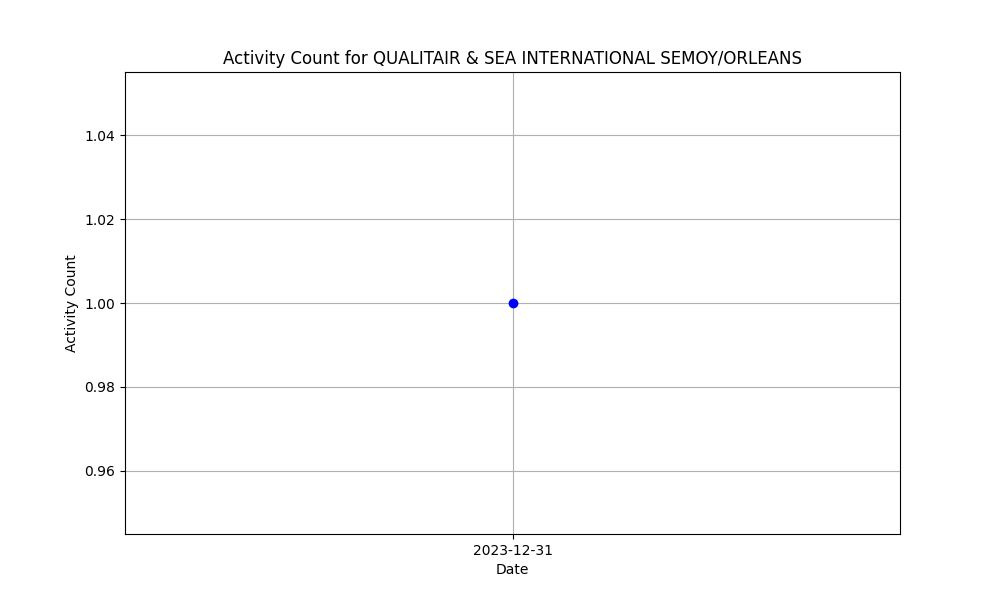 Activity Count for QUALITAIR & SEA INTERNATIONAL SEMOY/ORLEANS
1.04
1.02
1.00
0.98
0.96
Activity Count
2023-12-31
Date